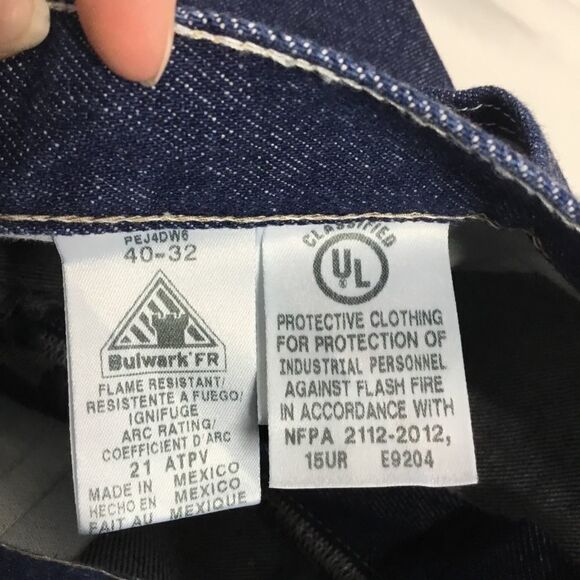 PEJ4DW6
40-32
Bulwark® FR
FLAME RESISTANT/
RESISTENTE A FUEGO/
IGNIFUGE
ARC RATING/
COEFFICIENT D'ARC
21 ATPV
MADE IN MEXICO
HECHO EN MEXICO
FAIT AU MEXIQUE
CLASSIFIED
UL
®
PROTECTIVE CLOTHING
FOR PROTECTION OF
INDUSTRIAL PERSONNEL
AGAINST FLASH FIRE
IN ACCORDANCE WITH
NFPA 2112-2012,
15UR E9204